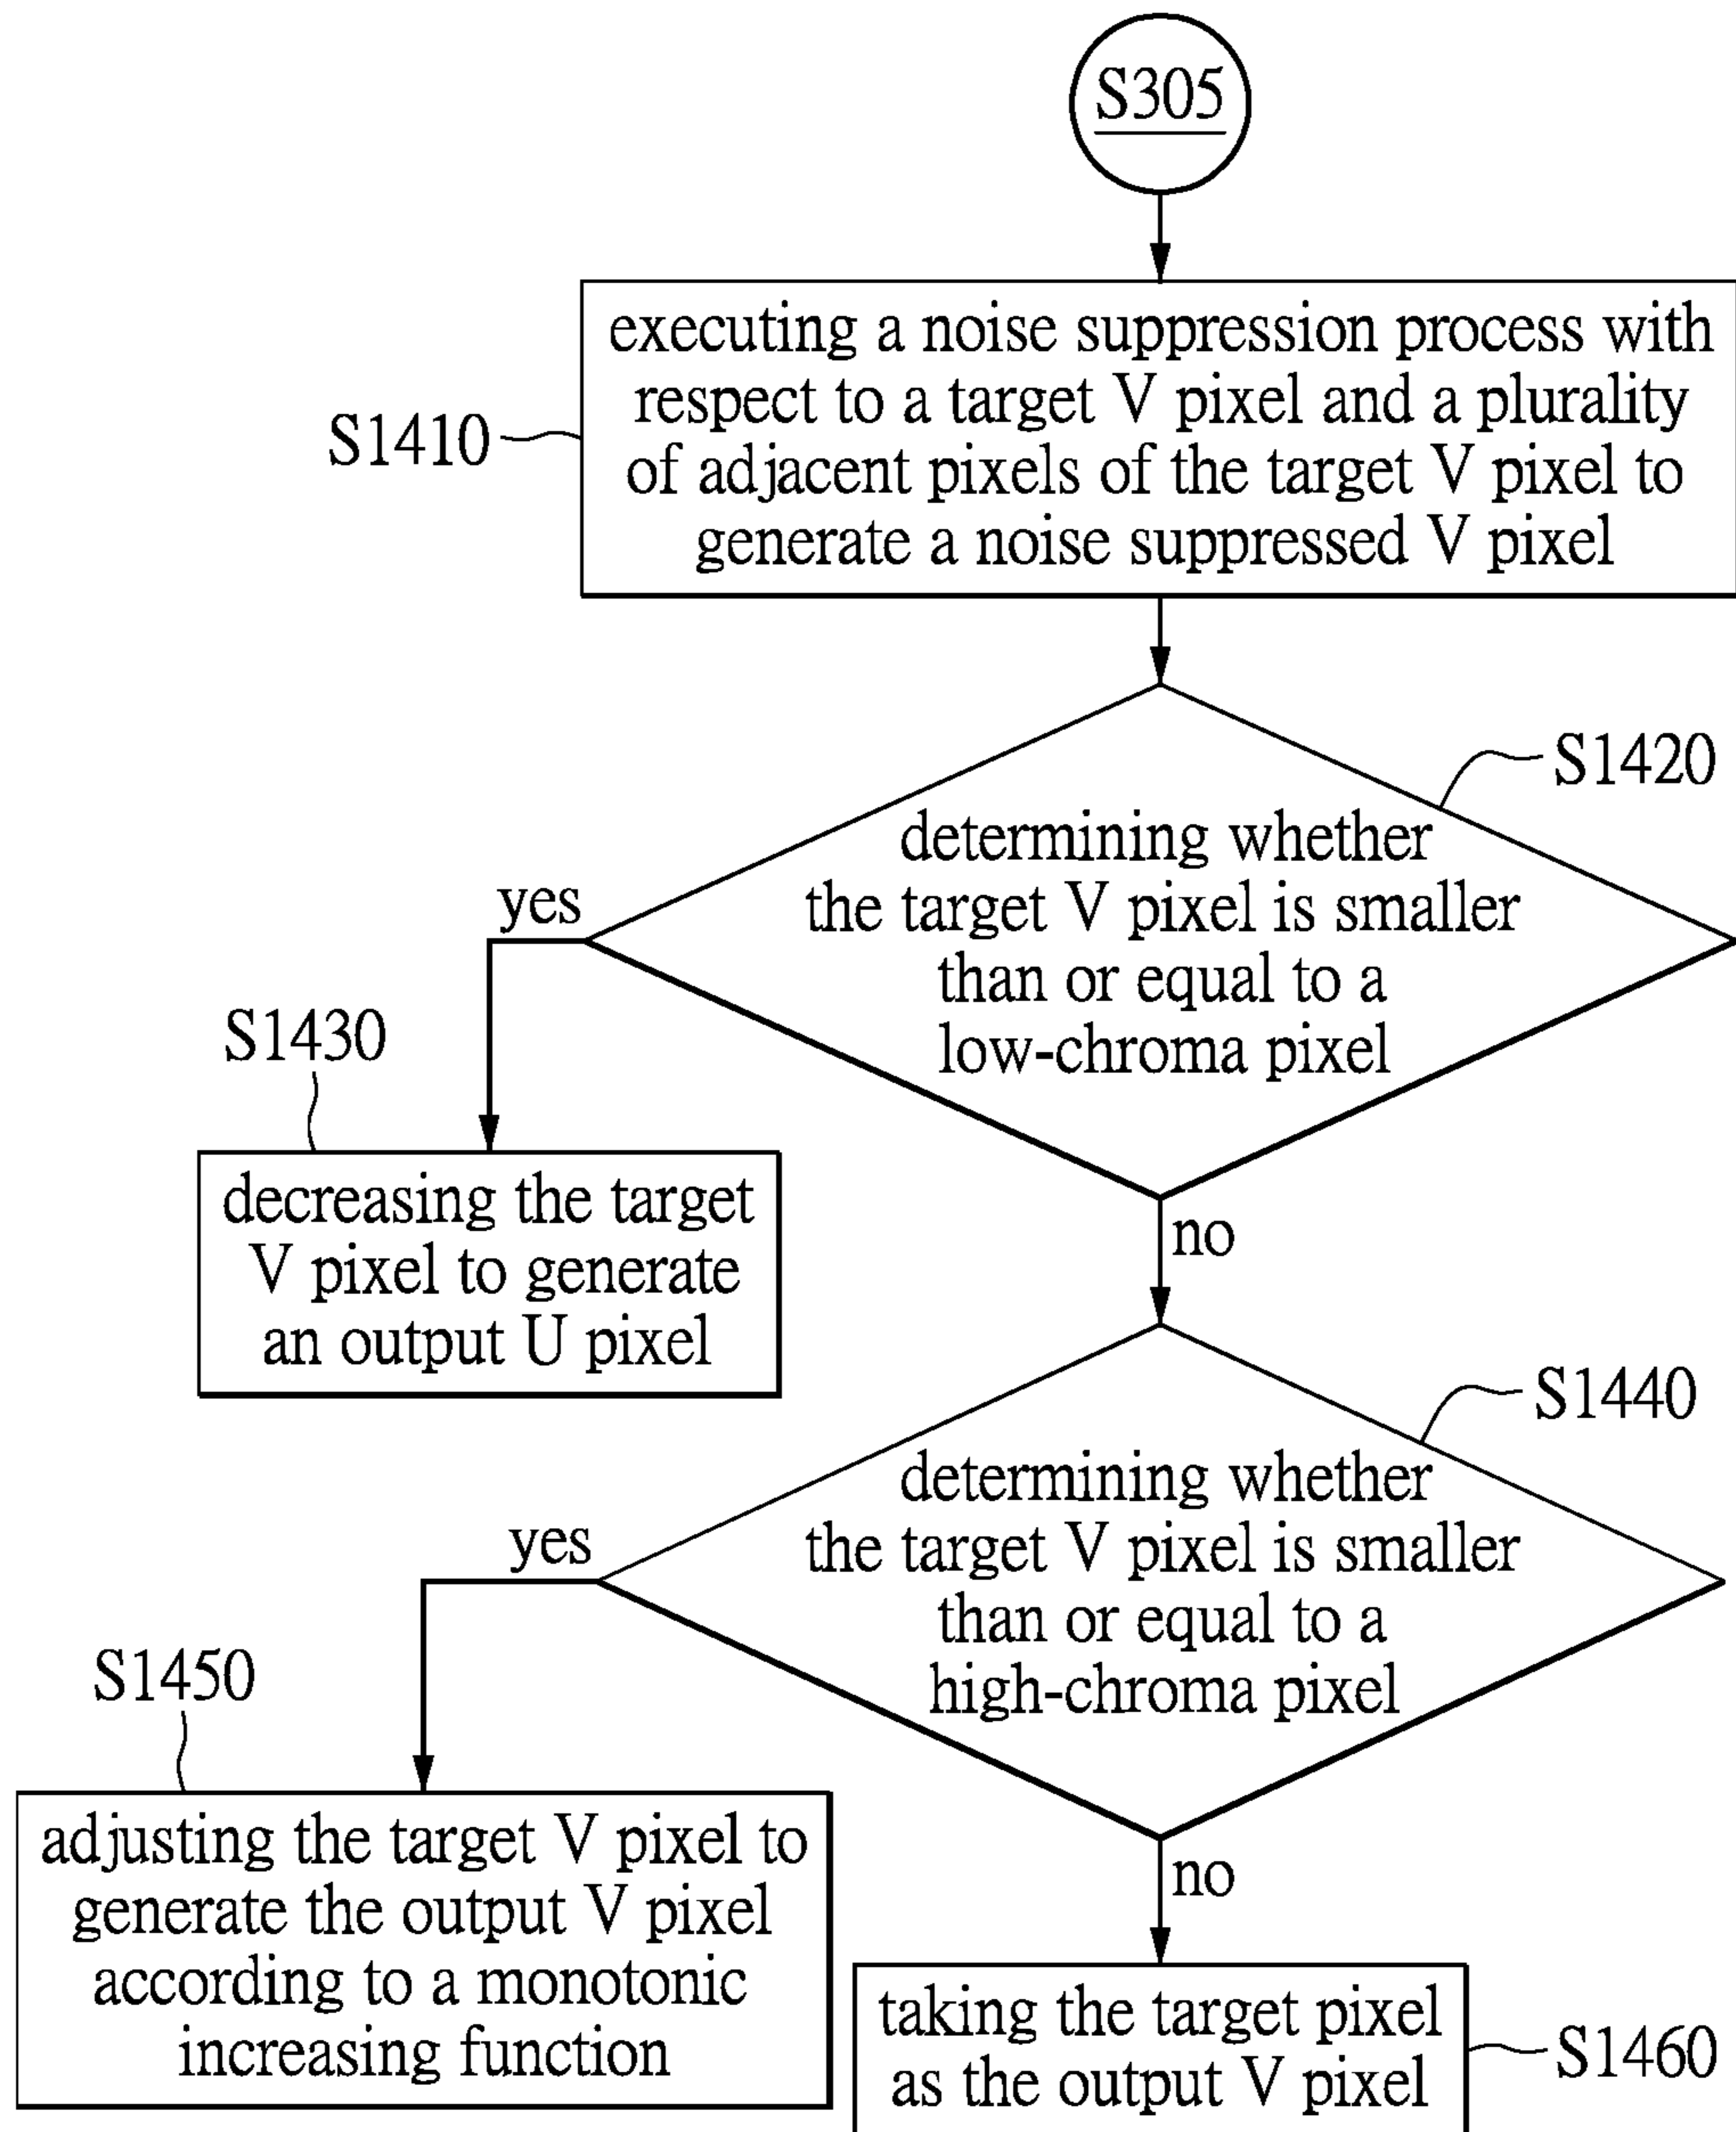 S305
executing a noise suppression process with
respect to a target V pixel and a plurality
of adjacent pixels of the target V pixel to
generate a noise suppressed V pixel
S1410
S1420
determining whether
the target V pixel is smaller
than or equal to a
low-chroma pixel
yes
S1430
decreasing the target
V pixel to generate
an output U pixel
no
S1440
determining whether
the target V pixel is smaller
than or equal to a
high-chroma pixel
yes
S1450
adjusting the target V pixel to
generate the output V pixel
according to a monotonic
increasing function
no
taking the target pixel
as the output V pixel
S1460